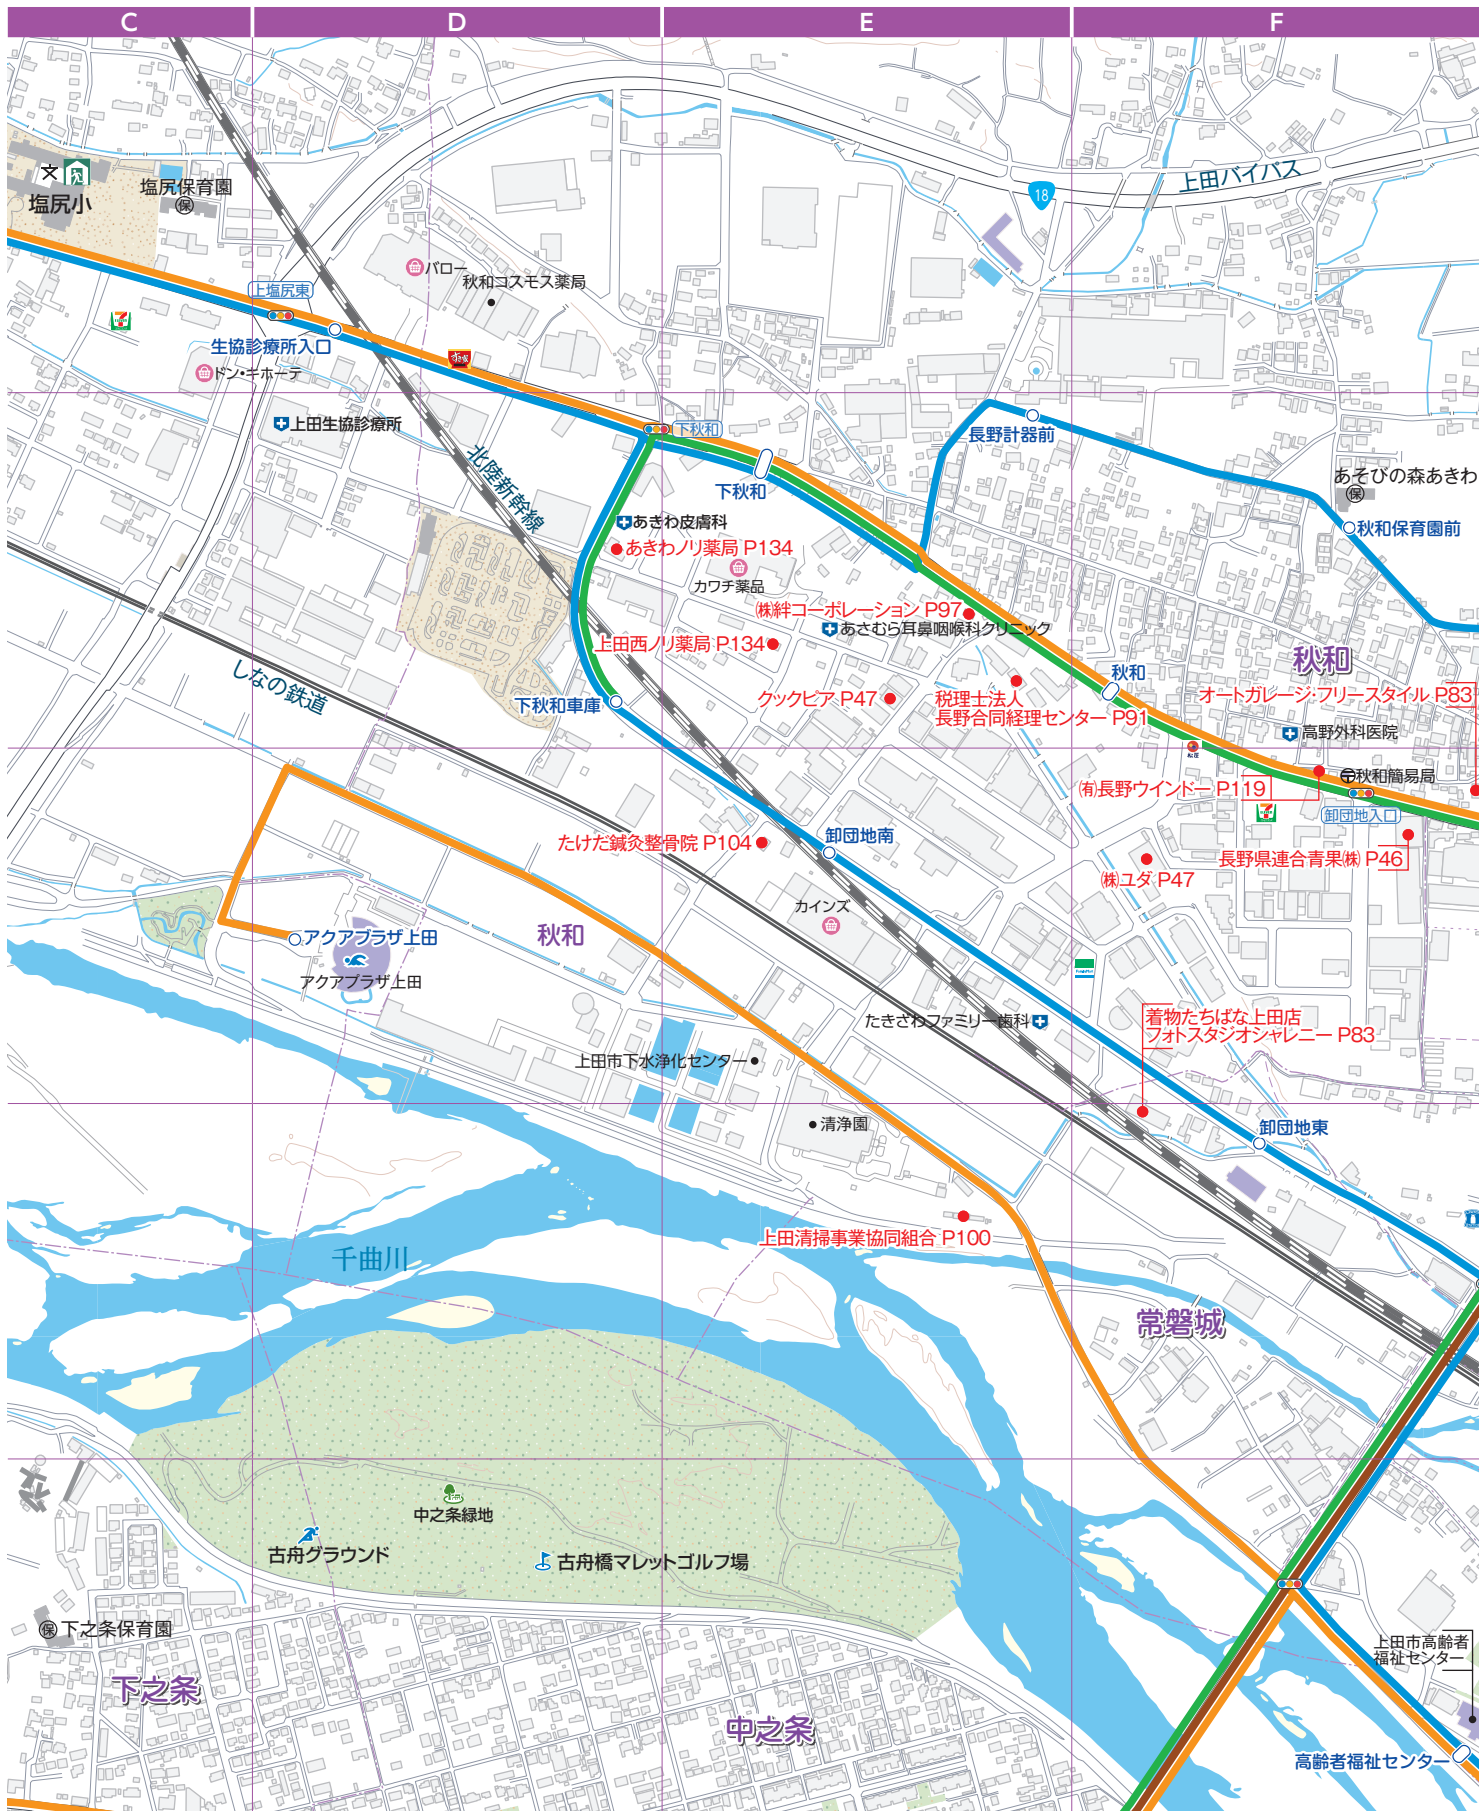 C
D
E
F
上田バイパス
18
文
塩尻小
塩尻保育園
保
バロー
秋和コスモス薬局
上塩尻東
生協診療所入口
ドン・キホーテ
すき家
上田生協診療所
下秋和
長野計器前
北陸新幹線
下秋和
あそびの森あきわ
保
秋和保育園前
あきわ皮膚科
あきわノリ薬局 P134
カワチ薬品
㈱絆コーポレーション P97
あさむら耳鼻咽喉科クリニック
上田西ノリ薬局 P134
秋和
秋和
しなの鉄道
下秋和車庫
クックピア P47
税理士法人
長野合同経理センター P91
オートガレージ・フリースタイル P83
高野外科医院
松屋
秋和簡易局
㈲長野ウインドー P119
卸団地入口
たけだ鍼灸整骨院 P104
卸団地南
長野県連合青果㈱ P46
㈱ユダ P47
カインズ
アクアプラザ上田
秋和
アクアプラザ上田
たきざわファミリー歯科
着物たちばな上田店
フォトスタジオシャレニー P83
上田市下水浄化センター
清浄園
卸団地東
上田清掃事業協同組合 P100
千曲川
常磐城
中之条緑地
古舟グラウンド
古舟橋マレットゴルフ場
保
下之条保育園
上田市高齢者
福祉センター
下之条
中之条
高齢者福祉センター